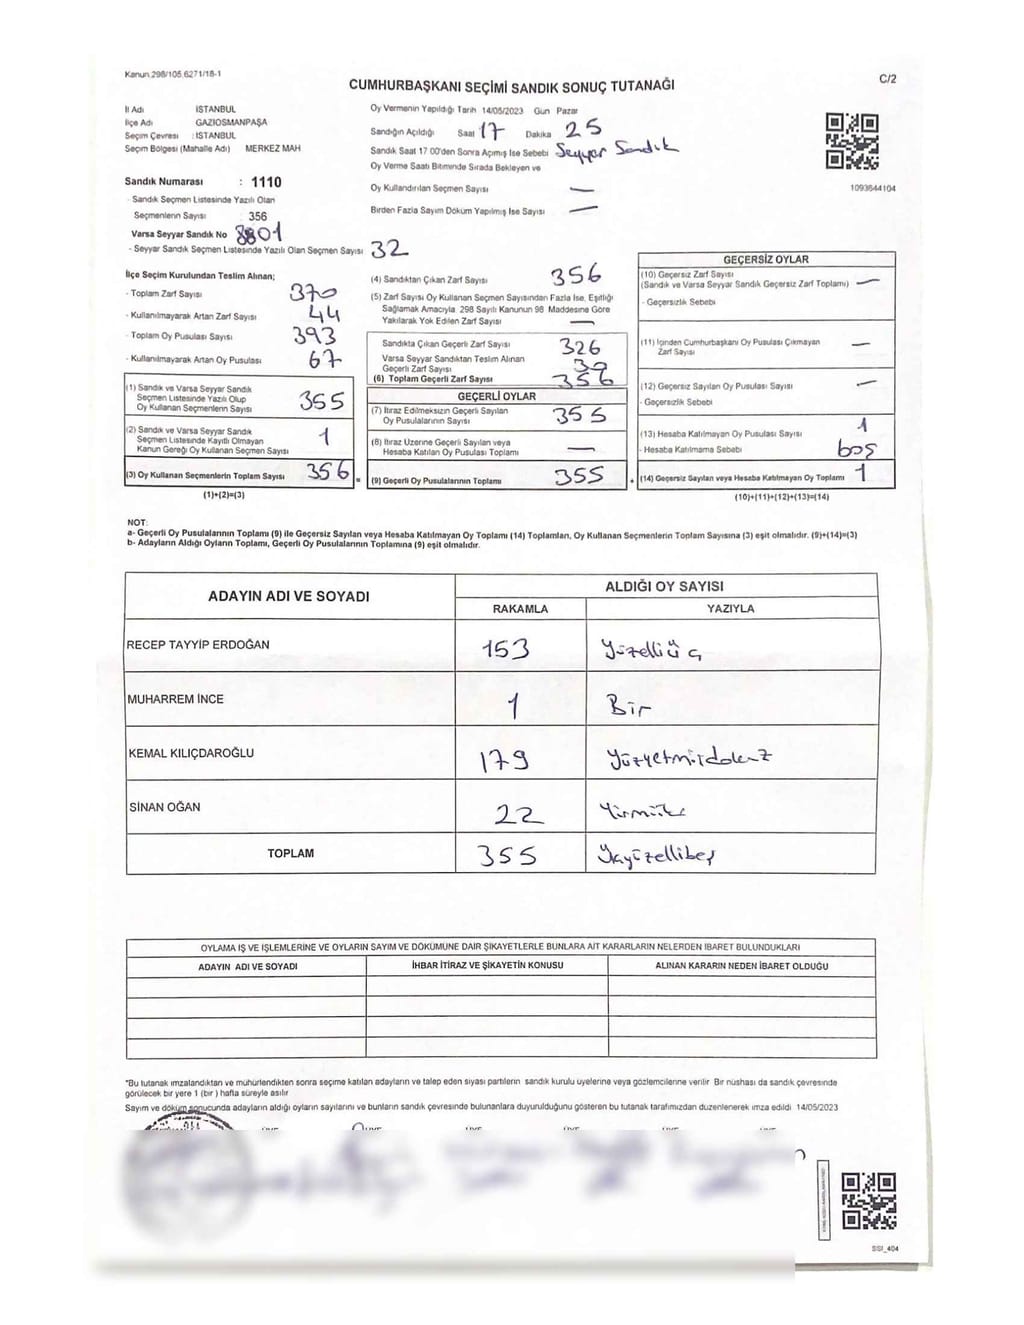 Kanun:298/105,6271/18-1
C/2
CUMHURBAŞKANI SEÇİMİ SANDIK SONUÇ TUTANAĞI
İl Adı İSTANBUL
İlçe Adı GAZİOSMANPAŞA
Seçim Çevresi : İSTANBUL
Seçim Bölgesi (Mahalle Adı) MERKEZ MAH
Sandık Numarası : 1110
- Sandık Seçmen Listesinde Yazılı Olan
Seçmenlerin Sayısı : 356
Varsa Seyyar Sandık No 8801
- Seyyar Sandık Seçmen Listesinde Yazılı Olan Seçmen Sayısı 32
Oy Vermenin Yapıldığı Tarih 14/05/2023 Gün Pazar
Sandığın Açıldığı Saat 17 Dakika 25
Sandık Saat 17 00'den Sonra Açımış İse Sebebi Seyyar Sandık
Oy Verme Saati Bitiminde Sırada Bekleyen ve
Oy Kullandırılan Seçmen Sayısı —
Birden Fazla Sayım Döküm Yapılmış İse Sayısı —
1093644104
İlçe Seçim Kurulundan Teslim Alınan;
- Toplam Zarf Sayısı 370
- Kullanılmayarak Artan Zarf Sayısı 44
- Toplam Oy Pusulası Sayısı 393
- Kullanılmayarak Artan Oy Pusulası 67
(1) Sandık ve Varsa Seyyar Sandık
Seçmen Listesinde Yazılı Olup
Oy Kullanan Seçmenlerin Sayısı 355
(2) Sandık ve Varsa Seyyar Sandık
Seçmen Listesinde Kayıtlı Olmayan
Kanun Gereği Oy Kullanan Seçmen Sayısı 1
(3) Oy Kullanan Seçmenlerin Toplam Sayısı 356 =
(1)+(2)=(3)
(4) Sandıktan Çıkan Zarf Sayısı 356
(5) Zarf Sayısı Oy Kullanan Seçmen Sayısından Fazla İse, Eşitliği
Sağlamak Amacıyla 298 Sayılı Kanunun 98 Maddesine Göre
Yakılarak Yok Edilen Zarf Sayısı —
Sandıkta Çıkan Geçerli Zarf Sayısı 326
Varsa Seyyar Sandıktan Teslim Alınan
Geçerli Zarf Sayısı 30
(6) Toplam Geçerli Zarf Sayısı 356
GEÇERLİ OYLAR
(7) İtiraz Edilmeksizin Geçerli Sayılan
Oy Pusulalarının Sayısı 355
(8) İtiraz Üzerine Geçerli Sayılan veya
Hesaba Katılan Oy Pusulası Toplamı —
(9) Geçerli Oy Pusulalarının Toplamı 355 +
GEÇERSİZ OYLAR
(10) Geçersiz Zarf Sayısı
(Sandık ve Varsa Seyyar Sandık Geçersiz Zarf Toplamı) —
- Geçersizlik Sebebi
(11) İçinden Cumhurbaşkanı Oy Pusulası Çıkmayan
Zarf Sayısı —
(12) Geçersiz Sayılan Oy Pusulası Sayısı —
- Geçersizlik Sebebi
(13) Hesaba Katılmayan Oy Pusulası Sayısı 1
- Hesaba Katılmama Sebebi boş
(14) Geçersiz Sayılan veya Hesaba Katılmayan Oy Toplamı 1
(10)+(11)+(12)+(13)=(14)
NOT:
a- Geçerli Oy Pusulalarının Toplamı (9) ile Geçersiz Sayılan veya Hesaba Katılmayan Oy Toplamı (14) Toplamları, Oy Kullanan Seçmenlerin Toplam Sayısına (3) eşit olmalıdır. (9)+(14)=(3)
b- Adayların Aldığı Oyların Toplamı, Geçerli Oy Pusulalarının Toplamına (9) eşit olmalıdır.
ADAYIN ADI VE SOYADI ALDIĞI OY SAYISI
RAKAMLA YAZIYLA
RECEP TAYYİP ERDOĞAN 153 Yüzelliüç
MUHARREM İNCE 1 Bir
KEMAL KILIÇDAROĞLU 179 Yüzyetmişdokuz
SİNAN OĞAN 22 Yirmiiki
TOPLAM 355 Üçyüzellibeş
OYLAMA İŞ VE İŞLEMLERİNE VE OYLARIN SAYIM VE DÖKÜMÜNE DAİR ŞİKAYETLERLE BUNLARA AİT KARARLARIN NELERDEN İBARET BULUNDUKLARI
ADAYIN ADI VE SOYADI İHBAR İTİRAZ VE ŞİKAYETİN KONUSU ALINAN KARARIN NEDEN İBARET OLDUĞU
*Bu tutanak imzalandıktan ve mühürlendikten sonra seçime katılan adayların ve talep eden siyasi partilerin sandık kurulu üyelerine veya gözlemcilerine verilir Bir nüshası da sandık çevresinde
görülecek bir yere 1 (bir ) hafta süreyle asılır
Sayım ve döküm sonucunda adayların aldığı oyların sayılarını ve bunların sandık çevresinde bulunanlara duyurulduğunu gösteren bu tutanak tarafımızdan düzenlenerek imza edildi 14/05/2023
SSI_404